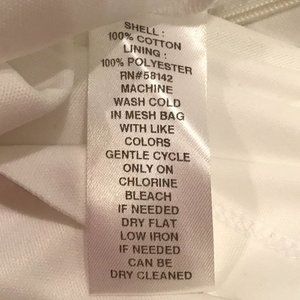 SHELL :
100% COTTON
LINING :
100% POLYESTER
RN#58142
MACHINE
WASH COLD
IN MESH BAG
WITH LIKE
COLORS
GENTLE CYCLE
ONLY ON
CHLORINE
BLEACH
IF NEEDED
DRY FLAT
LOW IRON
IF NEEDED
CAN BE
DRY CLEANED